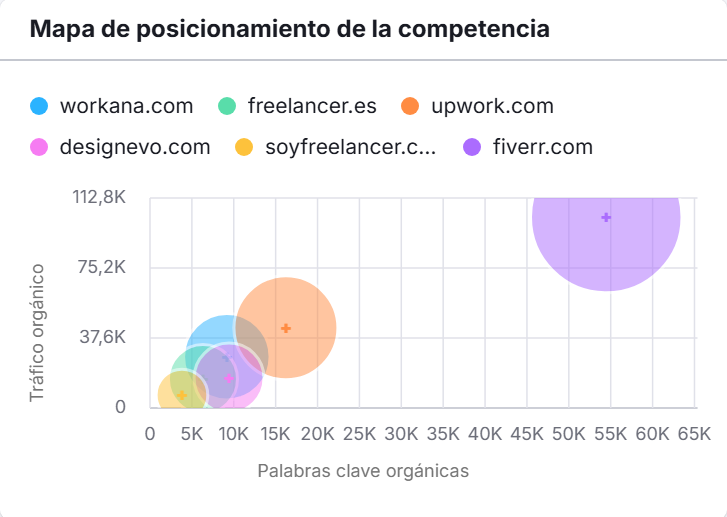 Mapa de posicionamiento de la competencia
workana.com freelancer.es upwork.com
designevo.com soyfreelancer.c... fiverr.com
112,8K
75,2K
37,6K
0
Tráfico orgánico
0 5K 10K 15K 20K 25K 30K 35K 40K 45K 50K 55K 60K 65K
Palabras clave orgánicas